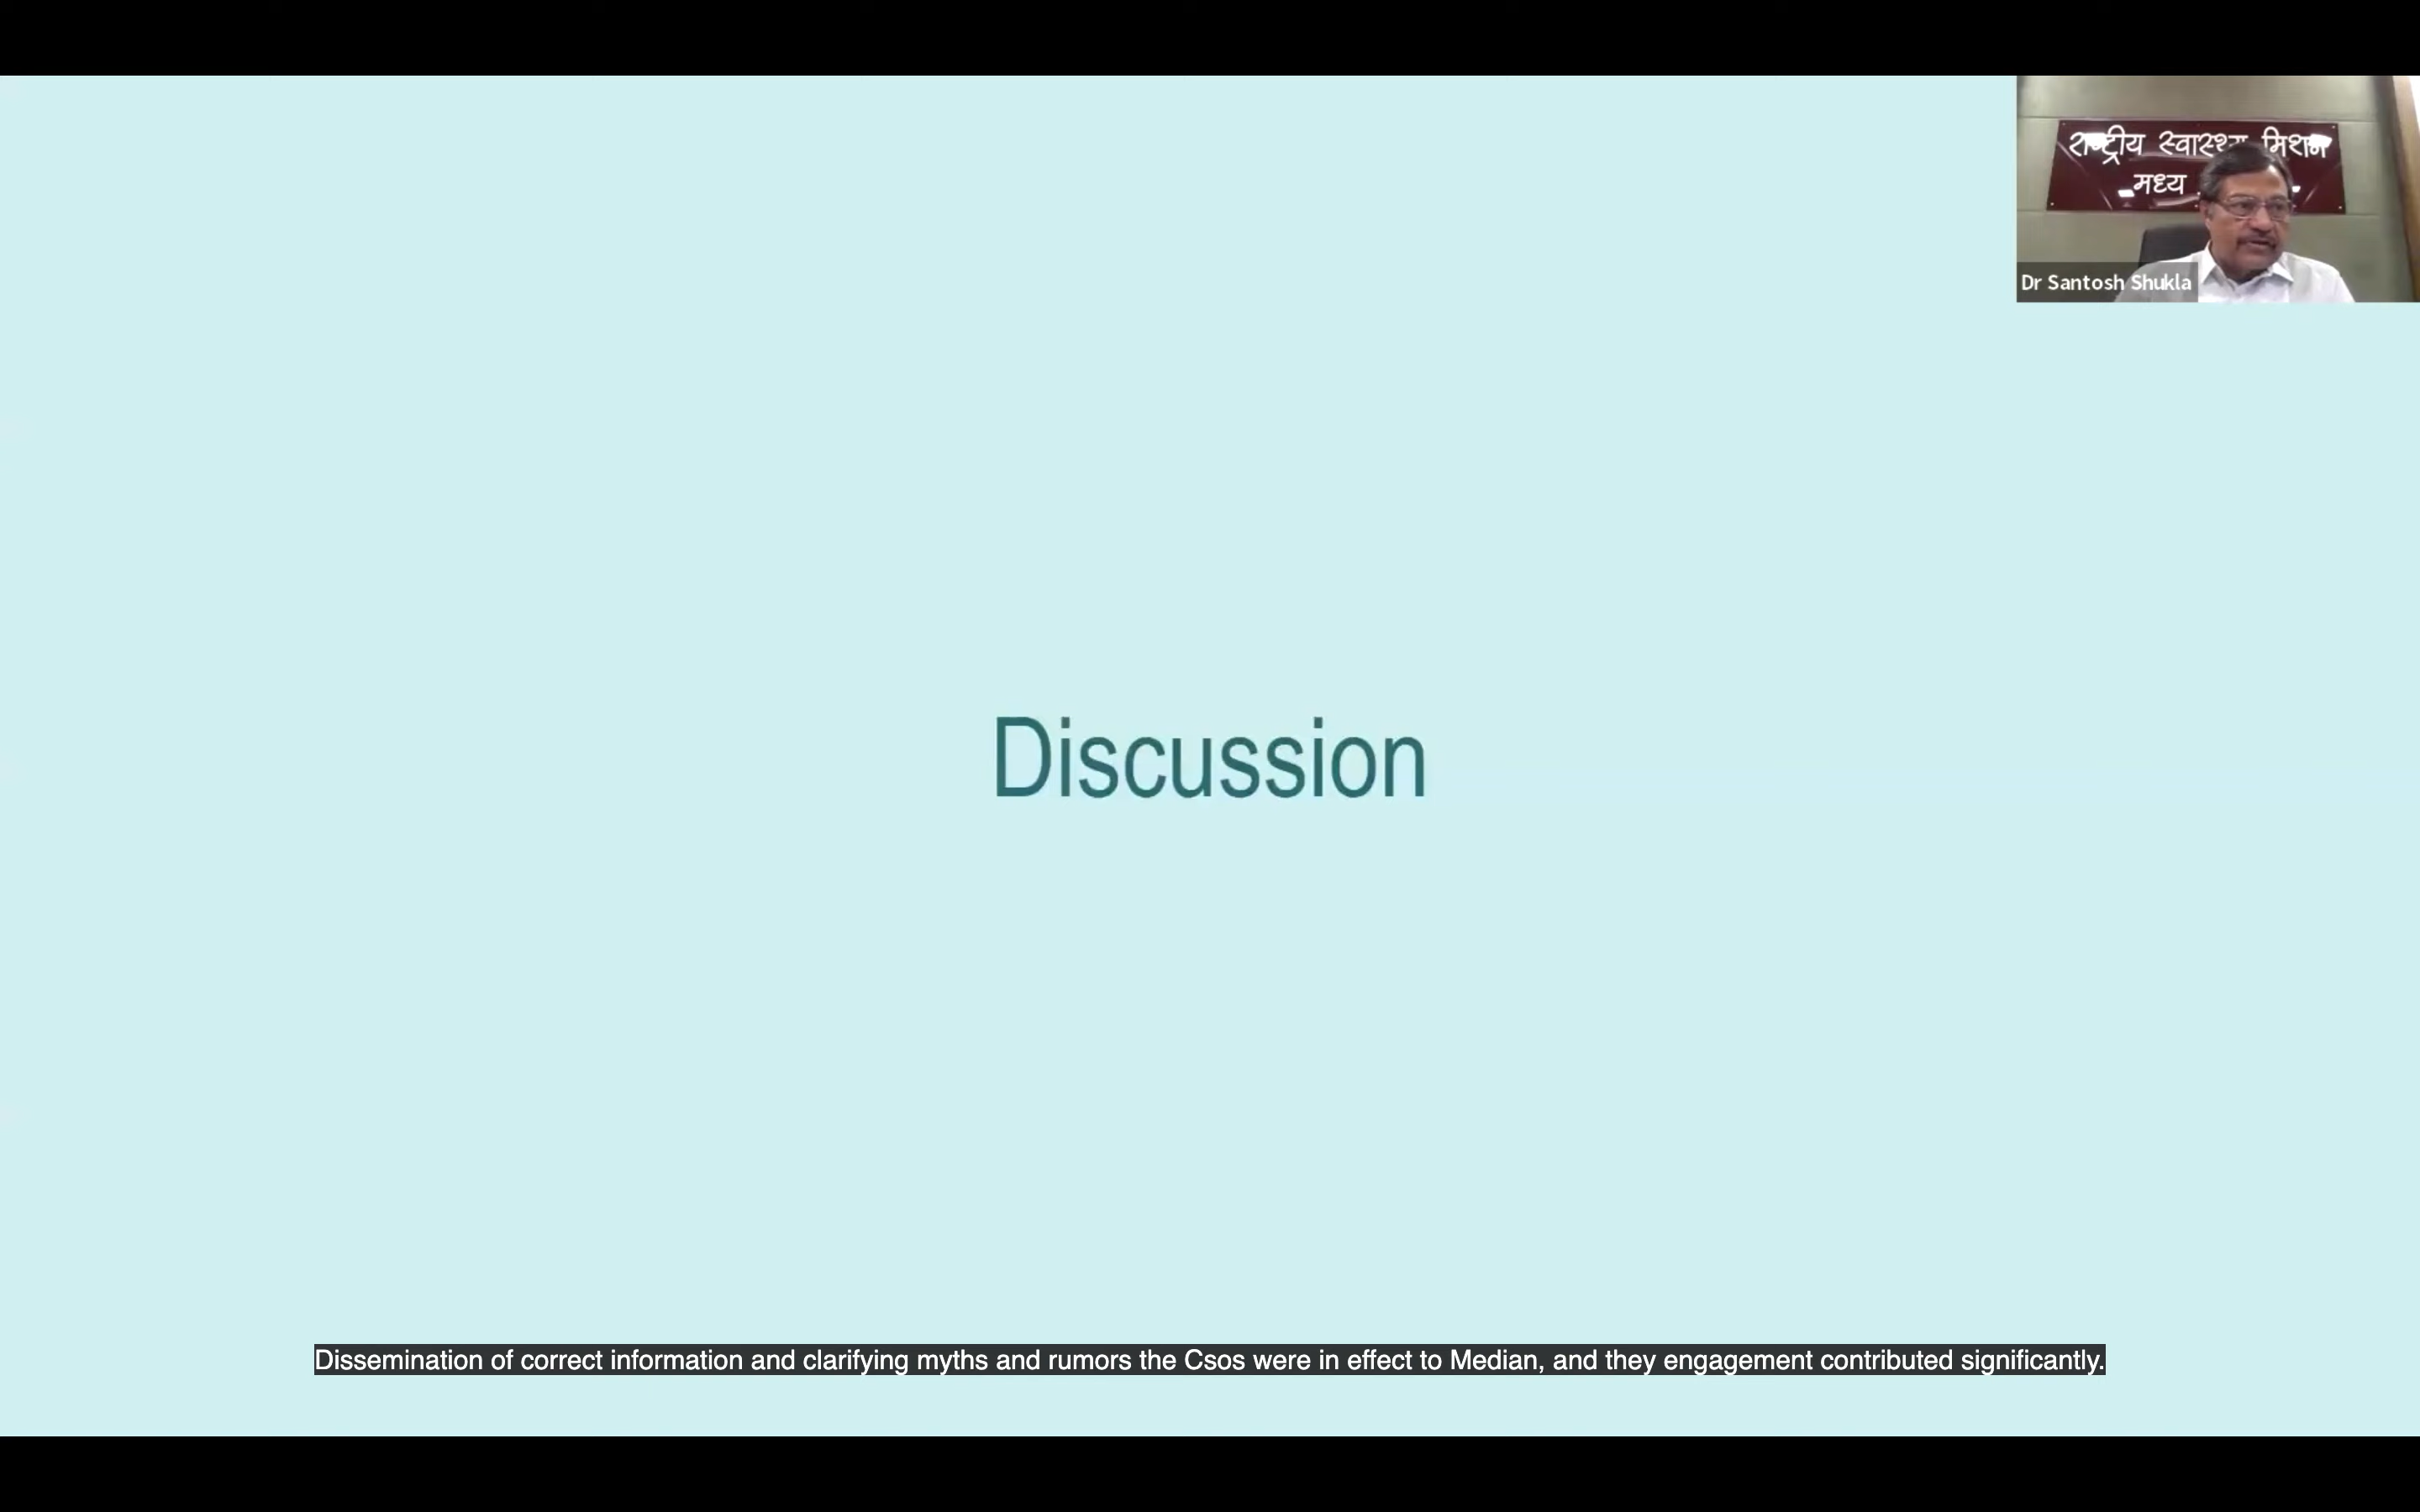 राष्ट्रीय स्वास्थ्य मिशन
मध्य
Dr Santosh Shukla
Discussion
Dissemination of correct information and clarifying myths and rumors the Csos were in effect to Median, and they engagement contributed significantly.